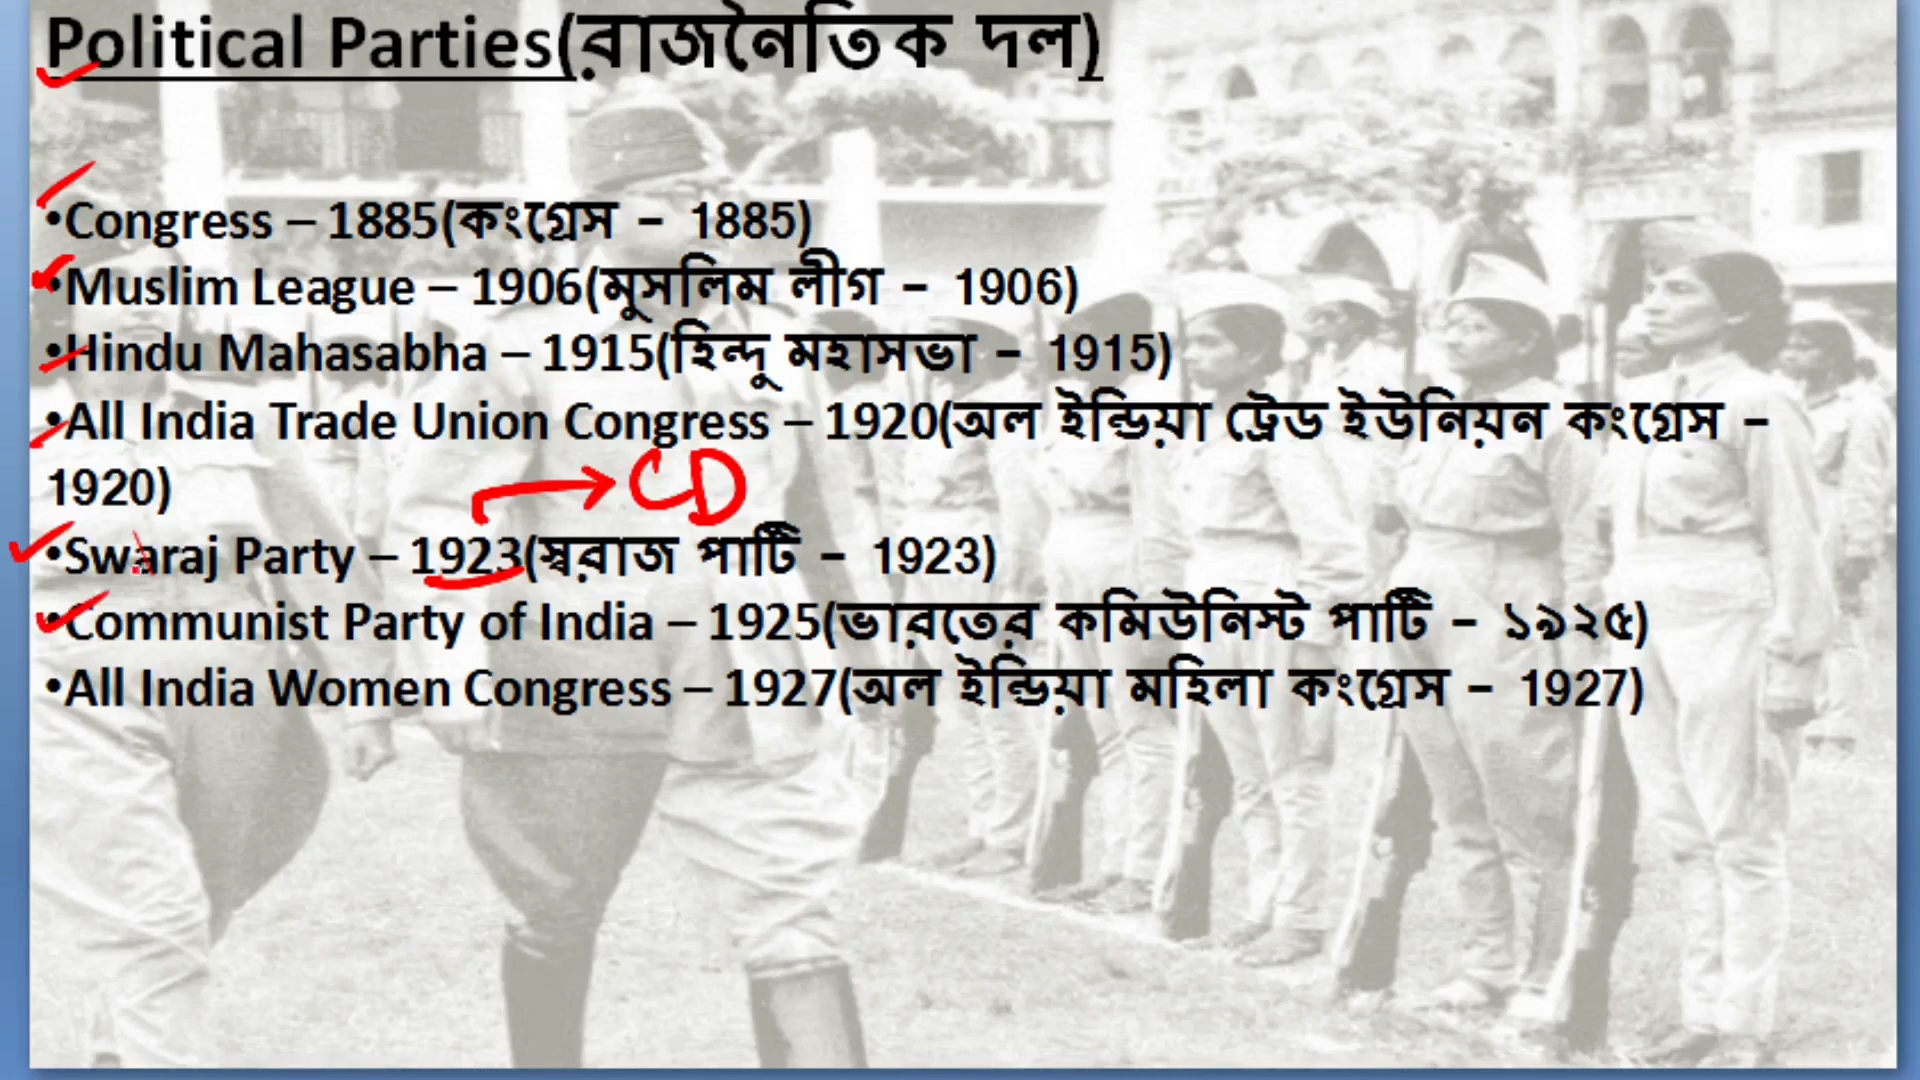 Political Parties(রাজনৈতিক দল)
•Congress – 1885(কংগ্রেস – 1885)
•Muslim League – 1906(মুসলিম লীগ – 1906)
•Hindu Mahasabha – 1915(হিন্দু মহাসভা – 1915)
•All India Trade Union Congress – 1920(অল ইন্ডিয়া ট্রেড ইউনিয়ন কংগ্রেস –
1920)
CD
•Swaraj Party – 1923(স্বরাজ পার্টি – 1923)
•Communist Party of India – 1925(ভারতের কমিউনিস্ট পার্টি – ১৯২৫)
•All India Women Congress – 1927(অল ইন্ডিয়া মহিলা কংগ্রেস – 1927)